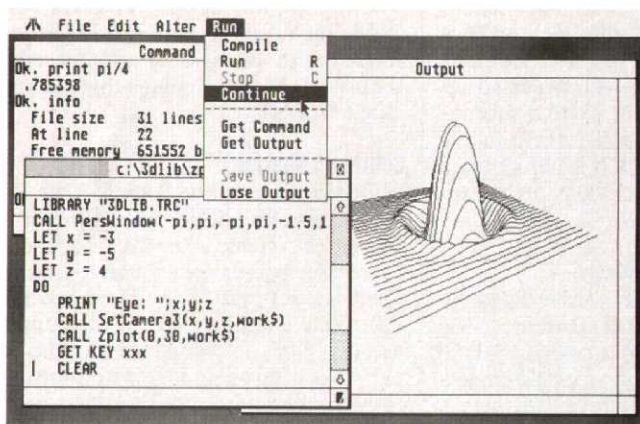 File Edit Alter Run
Compile
Run R
Stop C
Continue
Get Command
Get Output
Save Output
Lose Output
Command
Ok. print pi/4
.785398
Ok. info
File size 31 lines
At line 22
Free memory 651552 b
Output
c:\3dlib\zp
LIBRARY "3DLIB.TRC"
CALL PersWindow(-pi,pi,-pi,pi,-1.5,1
LET x = -3
LET y = -5
LET z = 4
DO
PRINT "Eye: ";x;y;z
CALL SetCamera3(x,y,z,work$)
CALL Zplot(0,30,work$)
GET KEY xxx
CLEAR